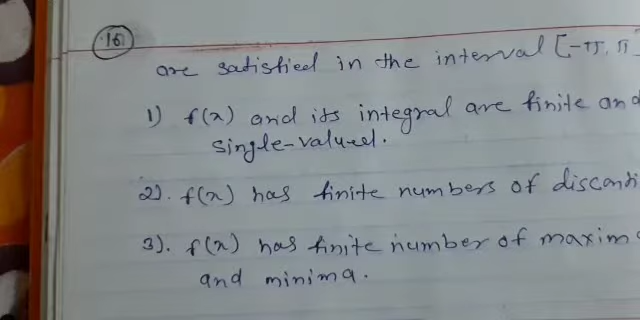 16
are satisfied in the interval [-π, π
1) f(x) and its integral are finite and
single-valued.
2). f(x) has finite numbers of disconti
3). f(x) has finite number of maxima
and minima.